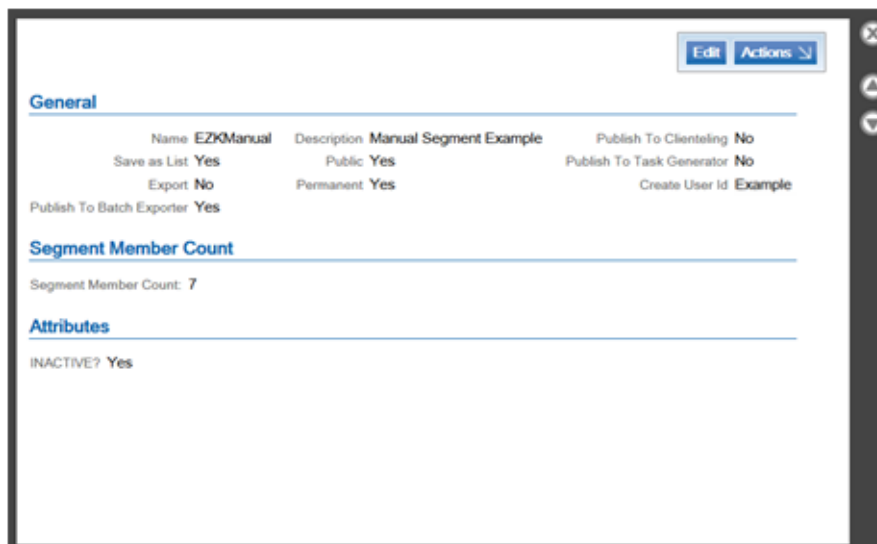 Edit Actions
General
Name EZKManual Description Manual Segment Example Publish To Clienteling No
Save as List Yes Public Yes Publish To Task Generator No
Export No Permanent Yes Create User Id Example
Publish To Batch Exporter Yes
Segment Member Count
Segment Member Count: 7
Attributes
INACTIVE? Yes